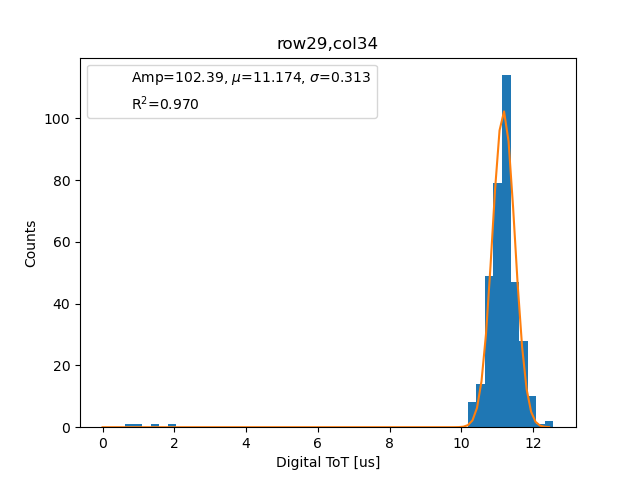 row29,col34
Amp=102.39, μ=11.174, σ=0.313
R²=0.970
Counts
100
80
60
40
20
0
0 2 4 6 8 10 12
Digital ToT [us]